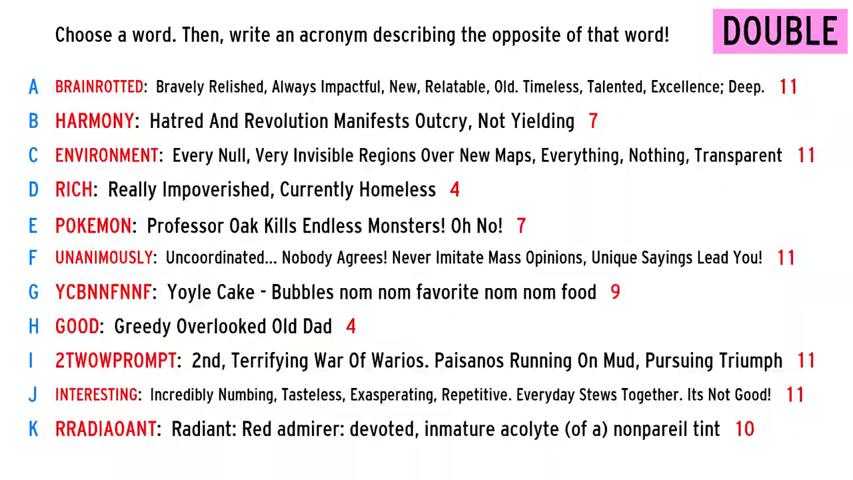 Choose a word. Then, write an acronym describing the opposite of that word!
DOUBLE
A BRAINROTTED: Bravely Relished, Always Impactful, New, Relatable, Old. Timeless, Talented, Excellence; Deep. 11
B HARMONY: Hatred And Revolution Manifests Outcry, Not Yielding 7
C ENVIRONMENT: Every Null, Very Invisible Regions Over New Maps, Everything, Nothing, Transparent 11
D RICH: Really Impoverished, Currently Homeless 4
E POKEMON: Professor Oak Kills Endless Monsters! Oh No! 7
F UNANIMOUSLY: Uncoordinated... Nobody Agrees! Never Imitate Mass Opinions, Unique Sayings Lead You! 11
G YCBNNFNNF: Yoyle Cake - Bubbles nom nom favorite nom nom food 9
H GOOD: Greedy Overlooked Old Dad 4
I 2TWOWPROMPT: 2nd, Terrifying War Of Warios. Paisanos Running On Mud, Pursuing Triumph 11
J INTERESTING: Incredibly Numbing, Tasteless, Exasperating, Repetitive. Everyday Stews Together. Its Not Good! 11
K RRADIAOANT: Radiant: Red admirer: devoted, inmature acolyte (of a) nonpareil tint 10